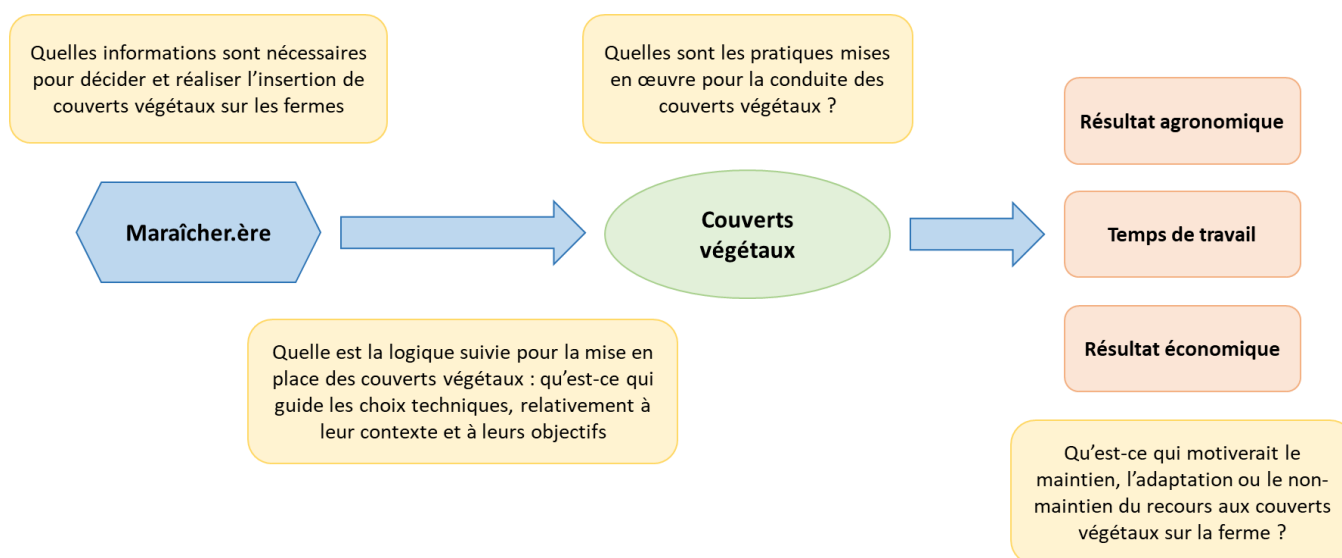 Quelles informations sont nécessaires
pour décider et réaliser l’insertion de
couverts végétaux sur les fermes
Quelles sont les pratiques mises
en œuvre pour la conduite des
couverts végétaux ?
Résultat agronomique
Maraîcher.ère
Couverts
végétaux
Temps de travail
Quelle est la logique suivie pour la mise en
place des couverts végétaux : qu’est-ce qui
guide les choix techniques, relativement à
leur contexte et à leurs objectifs
Résultat économique
Qu’est-ce qui motiverait le
maintien, l’adaptation ou le non-
maintien du recours aux couverts
végétaux sur la ferme ?